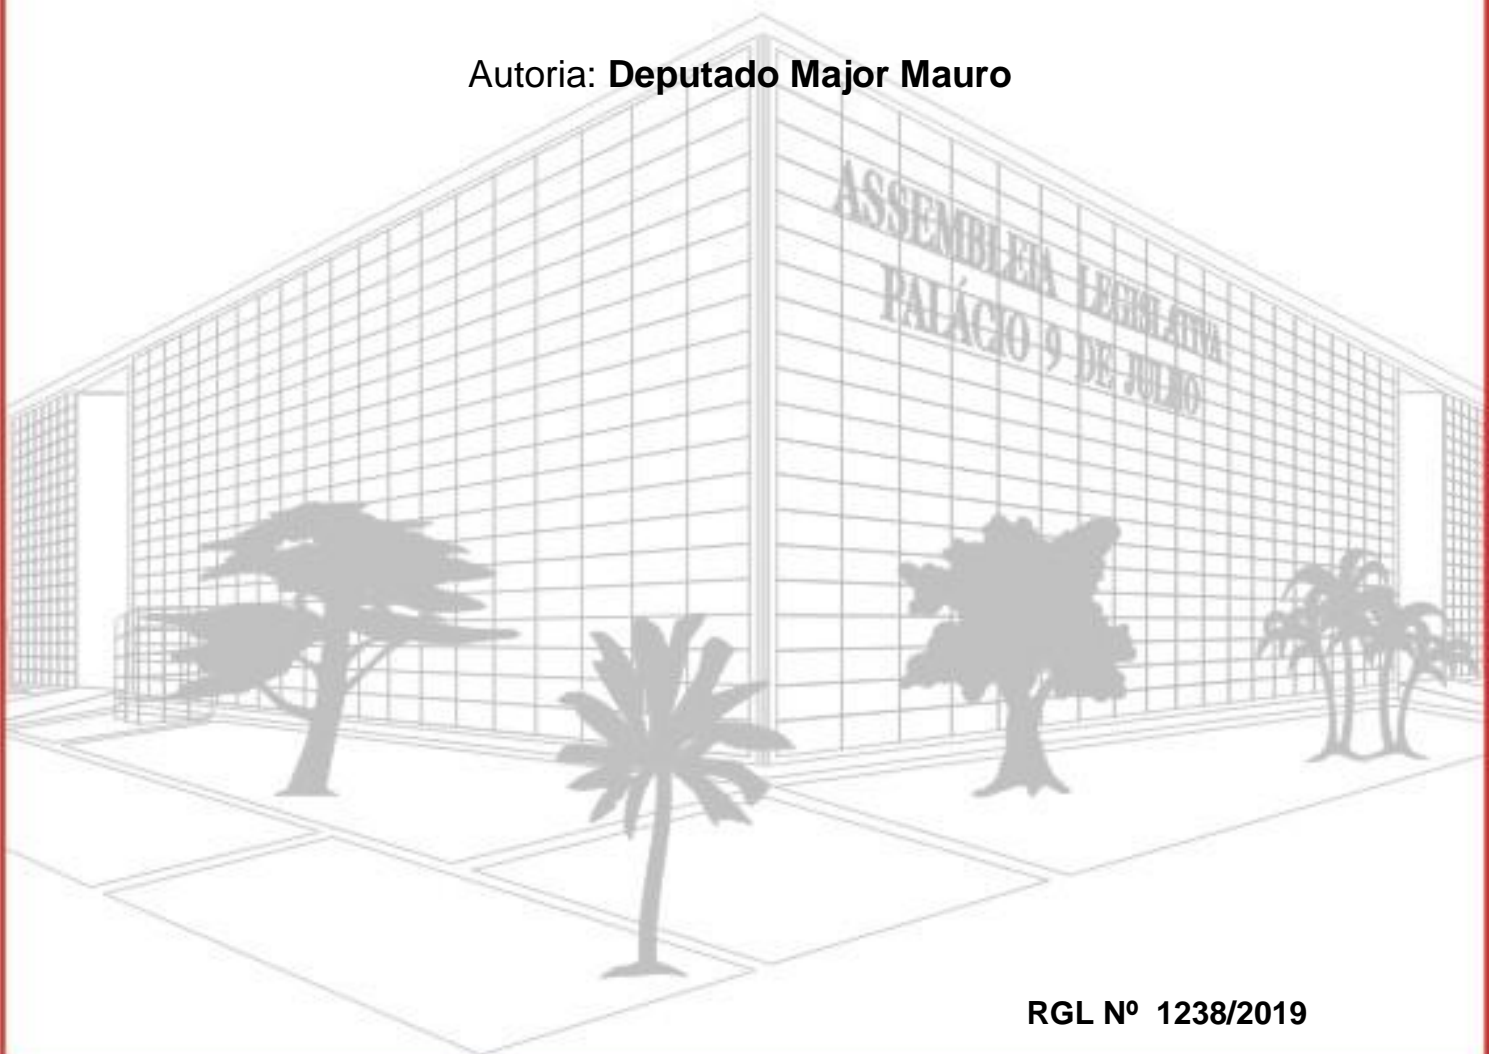 Autoria: Deputado Major Mauro
ASSEMBLEIA LEGISLATIVA
PALÁCIO 9 DE JULHO
RGL Nº 1238/2019